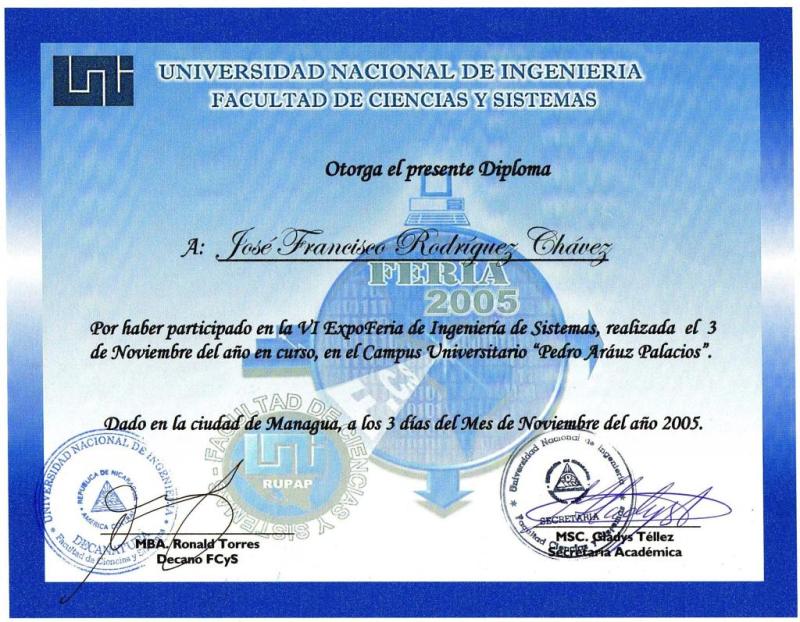 UNIVERSIDAD NACIONAL DE INGENIERIA
FACULTAD DE CIENCIAS Y SISTEMAS
Otorga el presente Diploma
A: José Francisco Rodríguez Chávez
FERIA
2005
Por haber participado en la VI ExpoFeria de Ingeniería de Sistemas, realizada el 3
de Noviembre del año en curso, en el Campus Universitario “Pedro Aráuz Palacios”.
FCyS
FACULTAD DE CIENCIAS Y SISTEMAS
RUPAP
Dado en la ciudad de Managua, a los 3 días del Mes de Noviembre del año 2005.
UNIVERSIDAD NACIONAL DE INGENIERIA
REPUBLICA DE NICARAGUA
AMERICA
DECANATURA
Facultad de Ciencias y
Universidad Nacional de Ingenieria
SECRETARIA
Facultad Ciencias
MBA. Ronald Torres
Decano FCyS
MSC. Gladys Téllez
Secretaria Académica